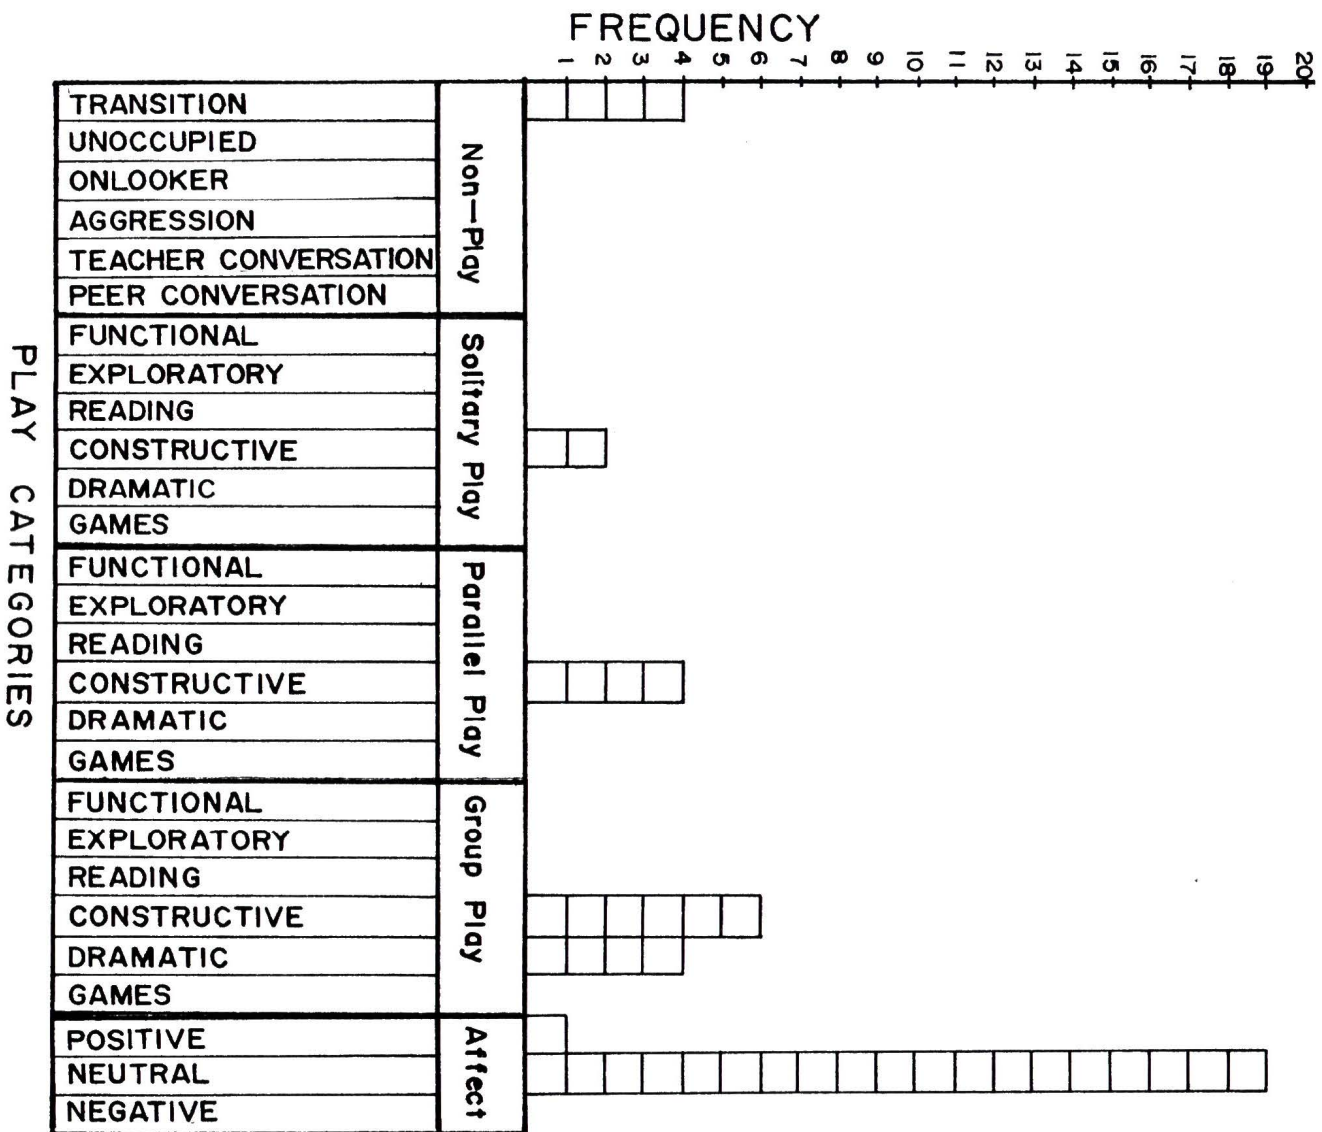 FREQUENCY
1 2 3 4 5 6 7 8 9 10 11 12 13 14 15 16 17 18 19 20
TRANSITION
UNOCCUPIED
ONLOOKER
AGGRESSION
TEACHER CONVERSATION
PEER CONVERSATION
Non-Play
FUNCTIONAL
EXPLORATORY
READING
CONSTRUCTIVE
DRAMATIC
GAMES
Solitary Play
FUNCTIONAL
EXPLORATORY
READING
CONSTRUCTIVE
DRAMATIC
GAMES
Parallel Play
FUNCTIONAL
EXPLORATORY
READING
CONSTRUCTIVE
DRAMATIC
GAMES
Group Play
POSITIVE
NEUTRAL
NEGATIVE
Affect
PLAY CATEGORIES